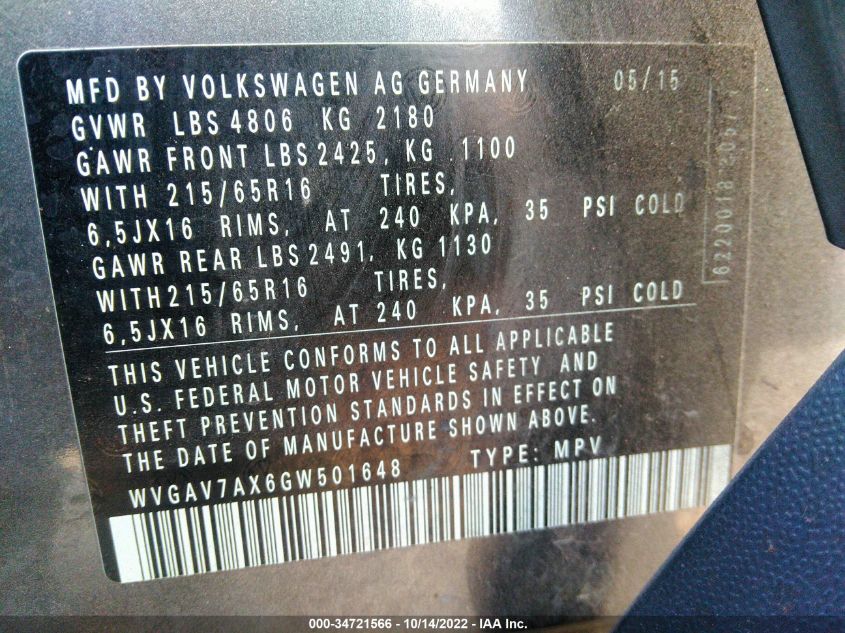 MFD BY VOLKSWAGEN AG GERMANY 05/15
GVWR LBS 4806 KG 2180
GAWR FRONT LBS 2425, KG 1100
WITH 215/65R16 TIRES,
6,5JX16 RIMS, AT 240 KPA, 35 PSI COLD
GAWR REAR LBS 2491, KG 1130
WITH 215/65R16 TIRES,
6,5JX16 RIMS, AT 240 KPA, 35 PSI COLD
THIS VEHICLE CONFORMS TO ALL APPLICABLE
U.S. FEDERAL MOTOR VEHICLE SAFETY AND
THEFT PREVENTION STANDARDS IN EFFECT ON
THE DATE OF MANUFACTURE SHOWN ABOVE.
WVGAV7AX6GW501648 TYPE: MPV
6220018
000-34721566 - 10/14/2022 - IAA Inc.